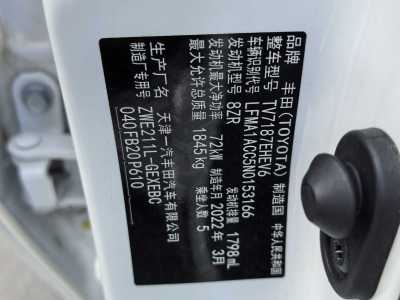 品牌 丰田(TOYOTA) 制造国 中华人民共和国
整车型号 TV7187EHEV6
车辆识别代号 LFMA1AGC5N0153166
发动机型号 8ZR 发动机排量 1798mL
发动机最大净功率 72kW 制造年月 2022年 3月
最大允许总质量 1845kg 乘坐人数 5
生产厂名 天津一汽丰田汽车有限公司
制造厂专用号 ZWE211L-GEXEBC
040 FB20 P610